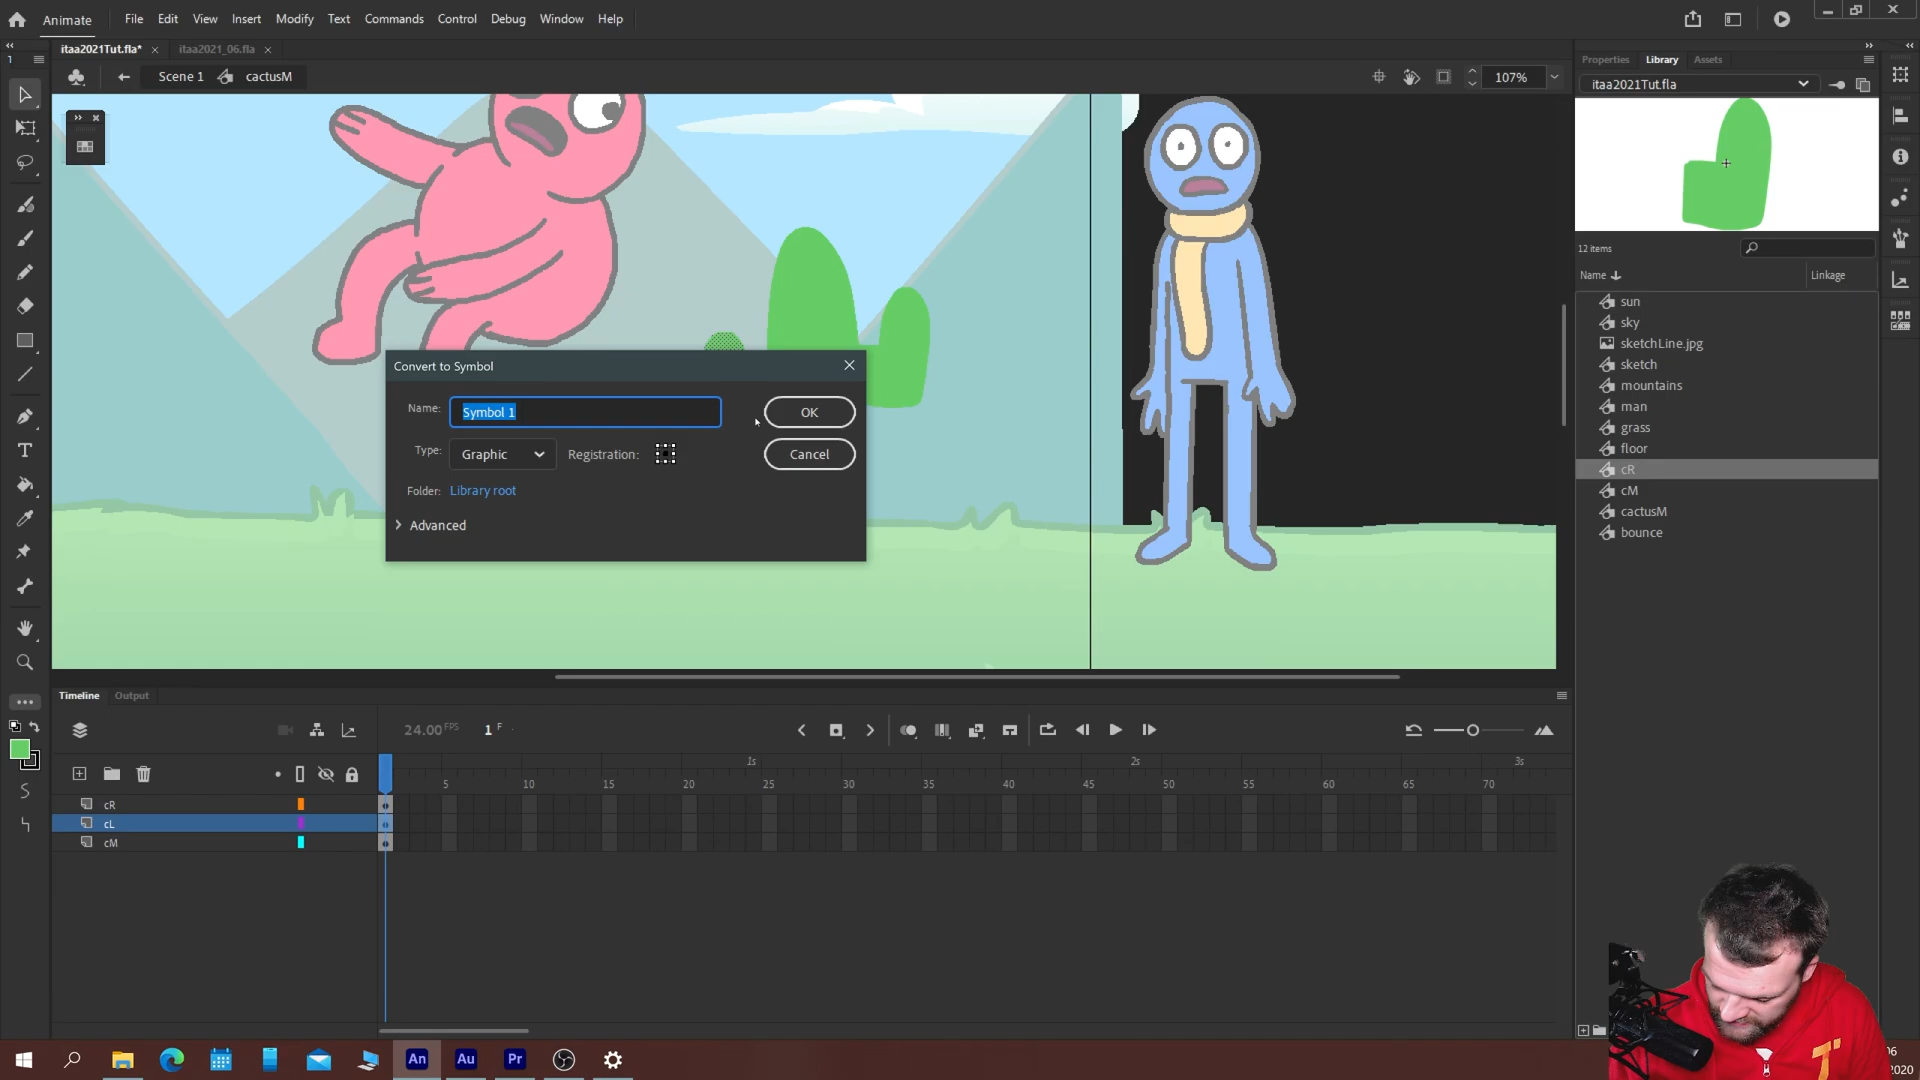 Animate File Edit View Insert Modify Text Commands Control Debug Window Help
itaa2021Tut.fla* itaa2021_06.fla
1
Scene 1 cactusM 107%
Properties Library Assets
itaa2021Tut.fla
12 items
Name Linkage
sun
sky
sketchLine.jpg
sketch
mountains
man
grass
floor
cR
cM
cactusM
bounce
Convert to Symbol
Name: Symbol 1 OK
Type: Graphic Registration: Cancel
Folder: Library root
Advanced
Timeline Output
24.00 FPS 1 F
1s 2s 3s
5 10 15 20 25 30 35 40 45 50 55 60 65 70
cR
cL
cM
An Au Pr